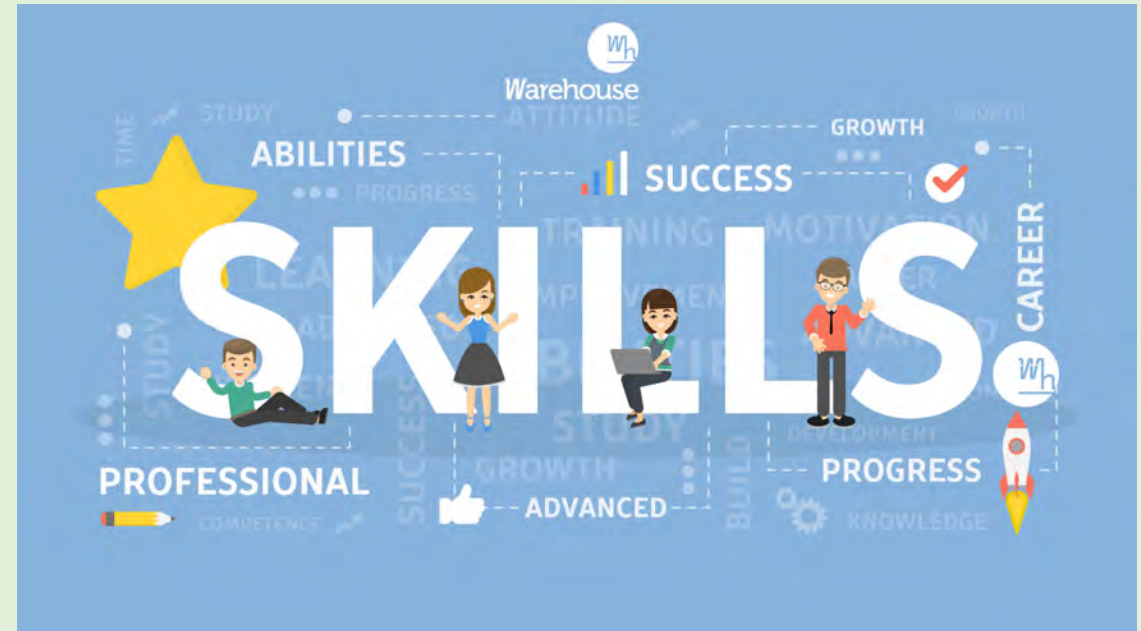 Wh
Warehouse
ATTITUDE
TIME
STUDY
GROWTH
GROWTH
ABILITIES
SUCCESS
PROGRESS
TRAINING
MOTIVATION
CAREER
SKILLS
STUDY
Wh
SUCCESS
STUDY
DEVELOPMENT
PROFESSIONAL
GROWTH
BUILD
PROGRESS
ADVANCED
COMPETENCE
KNOWLEDGE